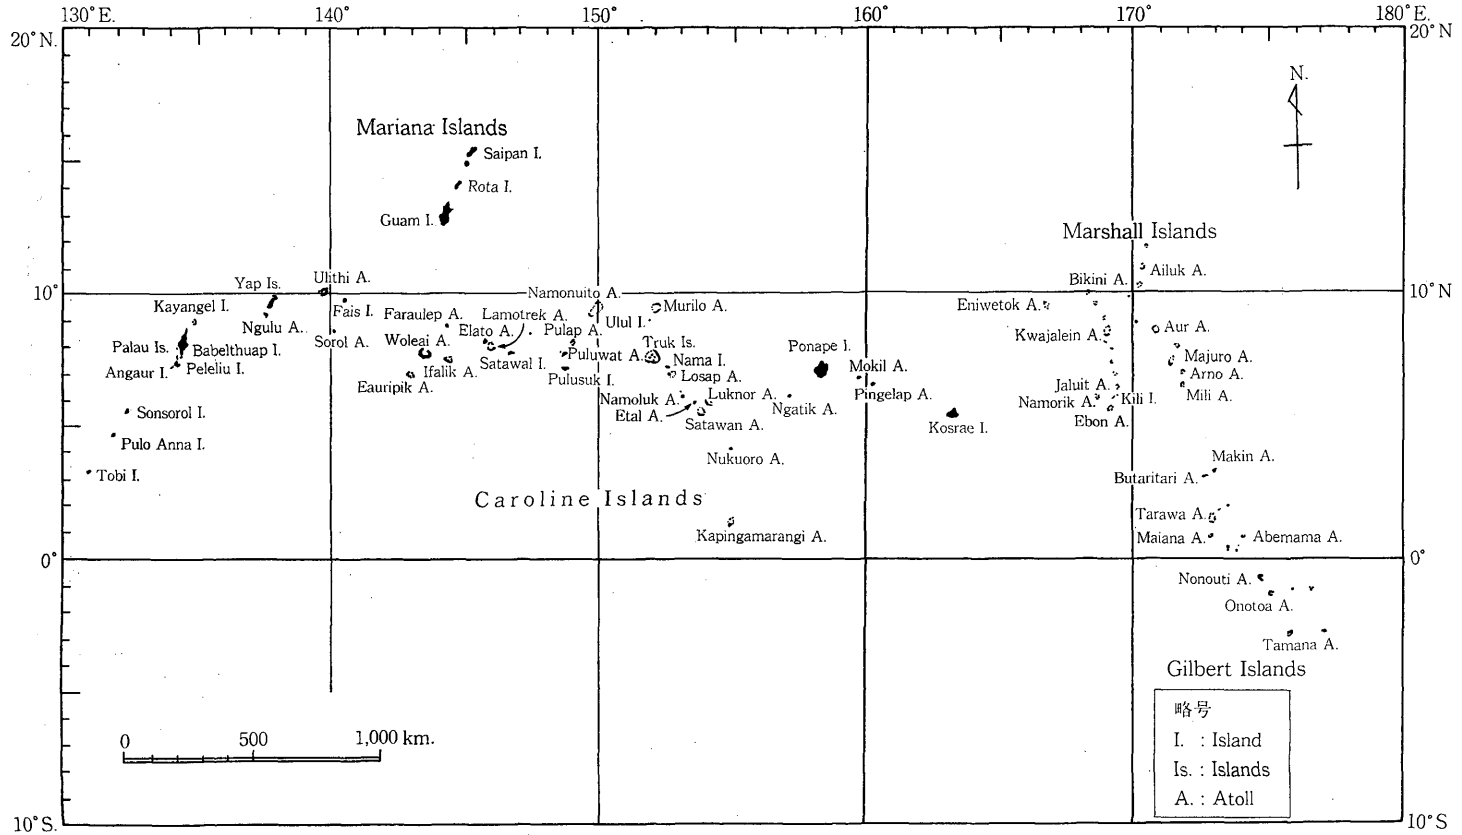 130°E. 140° 150° 160° 170° 180°E.
20°N. 20°N
N.
Mariana Islands
Saipan I.
Rota I.
Guam I.
Marshall Islands
Ailuk A.
Bikini A.
Ulithi A.
Yap Is.
10° 10°N
Namonuito A.
Eniwetok A.
Kayangel I.
Fais I.
Faraulep A.
Lamotrek A.
Murilo A.
Ulul I.
Ngulu A.
Elato A.
Pulap A.
Aur A.
Sorol A.
Woleai A.
Truk Is.
Kwajalein A.
Palau Is.
Babelthuap I.
Puluwat A.
Ponape I.
Majuro A.
Angaur I.
Peleliu I.
Satawal I.
Nama I.
Mokil A.
Ifalik A.
Pulusuk I.
Losap A.
Arno A.
Eauripik A.
Jaluit A.
Namoluk A.
Luknor A.
Pingelap A.
Mili A.
Namorik A.
Kili I.
Sonsorol I.
Etal A.
Ngatik A.
Satawan A.
Kosrae I.
Ebon A.
Pulo Anna I.
Nukuoro A.
Makin A.
Tobi I.
Butaritari A.
Caroline Islands
Tarawa A.
Kapingamarangi A.
Maiana A.
Abemama A.
0° 0°
Nonouti A.
Onotoa A.
Tamana A.
Gilbert Islands
略号
I. : Island
Is. : Islands
A. : Atoll
0 500 1,000 km.
10°S. 10°S